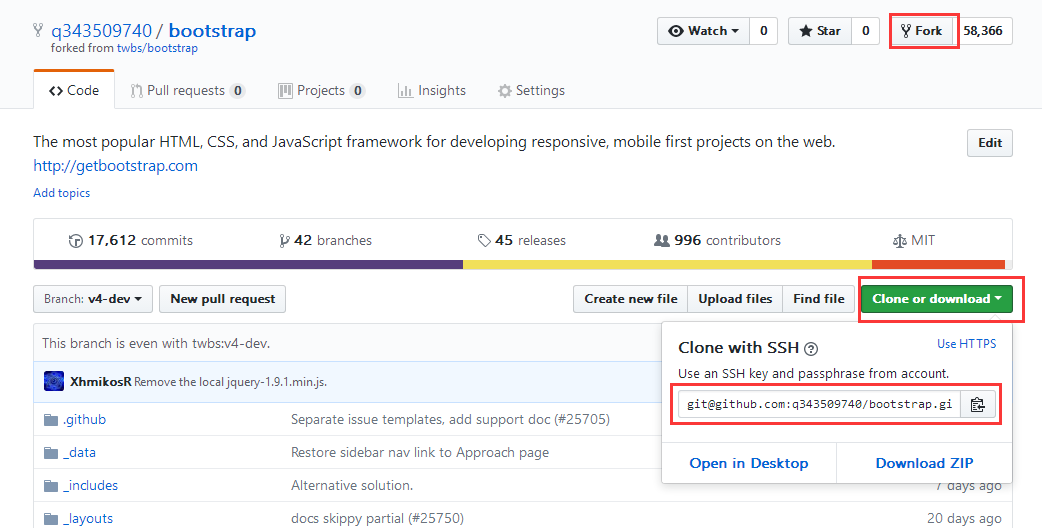 q343509740 / bootstrap
forked from twbs/bootstrap
Watch 0 Star 0 Fork 58,366
Code Pull requests 0 Projects 0 Insights Settings
The most popular HTML, CSS, and JavaScript framework for developing responsive, mobile first projects on the web. Edit
http://getbootstrap.com
Add topics
17,612 commits 42 branches 45 releases 996 contributors MIT
Branch: v4-dev New pull request Create new file Upload files Find file Clone or download
This branch is even with twbs:v4-dev.
XhmikosR Remove the local jquery-1.9.1.min.js.
Clone with SSH ? Use HTTPS
Use an SSH key and passphrase from account.
git@github.com:q343509740/bootstrap.gi
Open in Desktop Download ZIP
.github Separate issue templates, add support doc (#25705)
_data Restore sidebar nav link to Approach page
_includes Alternative solution. 7 days ago
_layouts docs skippy partial (#25750) 20 days ago